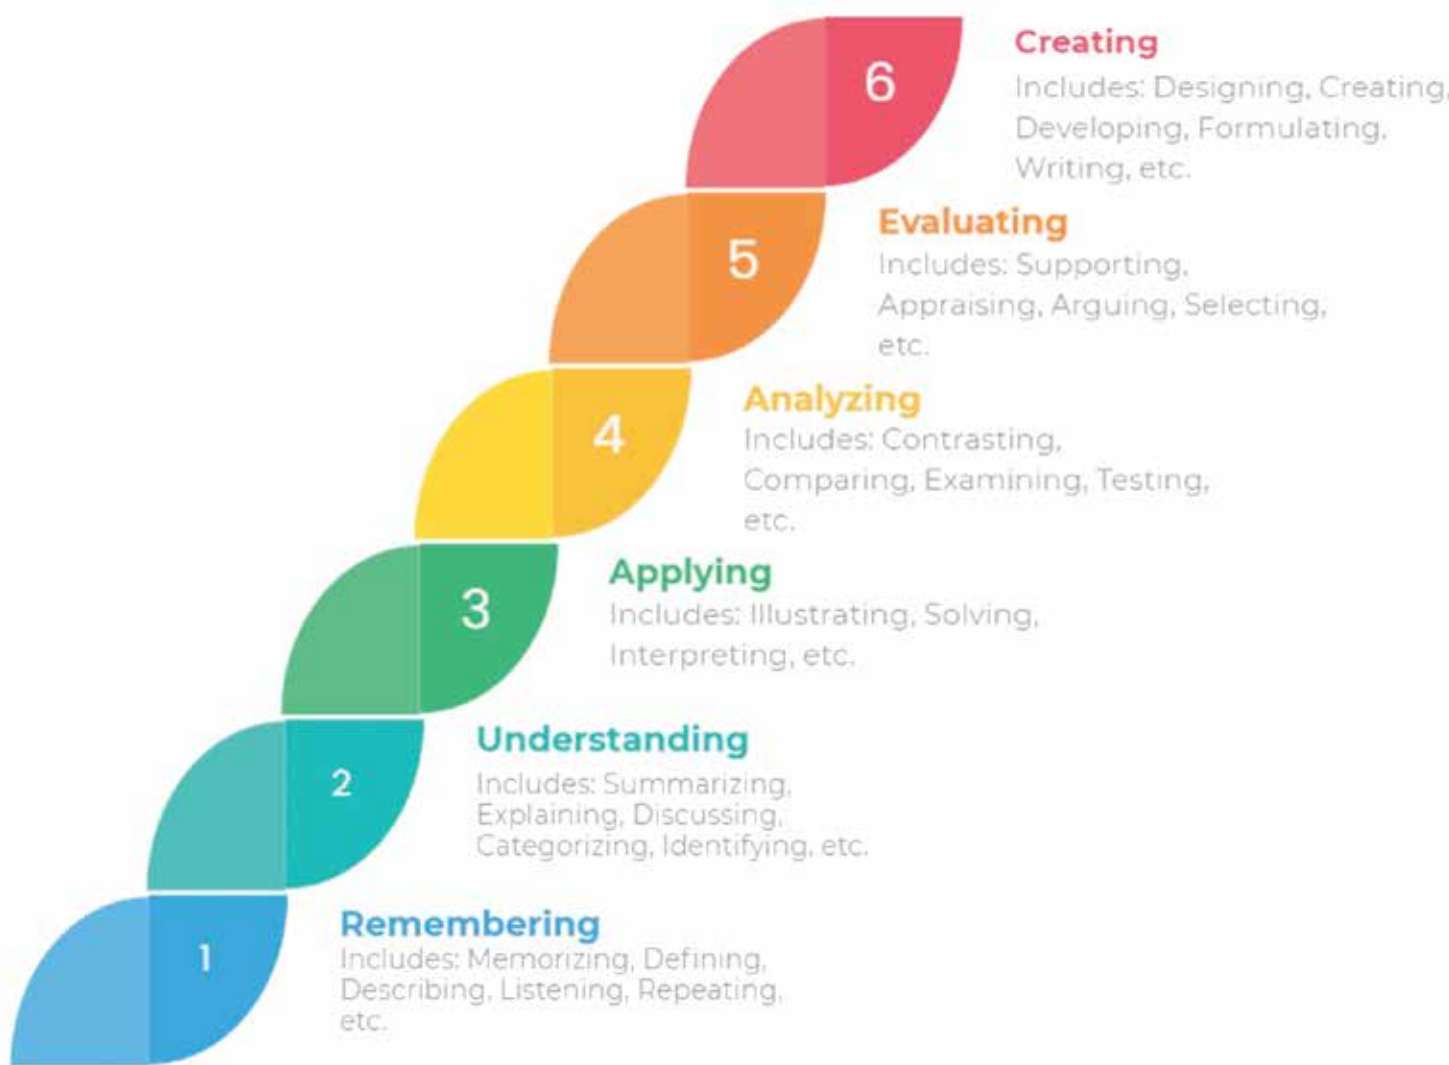 6
Creating
Includes: Designing, Creating,
Developing, Formulating,
Writing, etc.
5
Evaluating
Includes: Supporting,
Appraising, Arguing, Selecting,
etc.
4
Analyzing
Includes: Contrasting,
Comparing, Examining, Testing,
etc.
3
Applying
Includes: Illustrating, Solving,
Interpreting, etc.
2
Understanding
Includes: Summarizing,
Explaining, Discussing,
Categorizing, Identifying, etc.
1
Remembering
Includes: Memorizing, Defining,
Describing, Listening, Repeating,
etc.